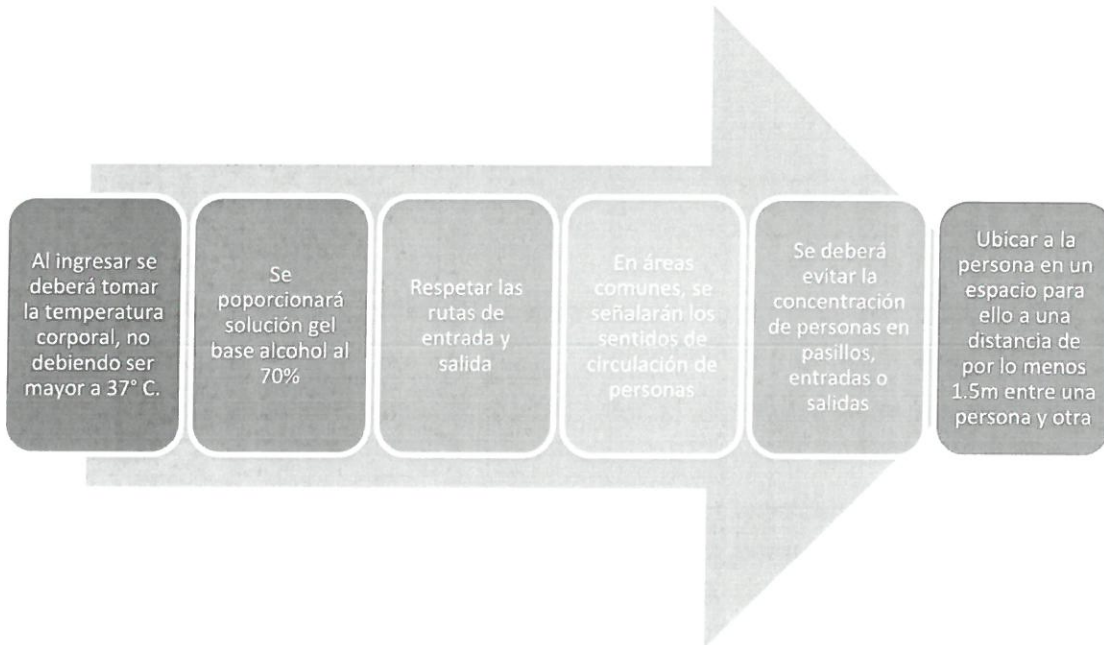 Al ingresar se
deberá tomar
la temperatura
corporal, no
debiendo ser
mayor a 37° C.
Se
poporcionará
solución gel
base alcohol al
70%
Respetar las
rutas de
entrada y
salida
En áreas
comunes, se
señalarán los
sentidos de
circulación de
personas
Se deberá
evitar la
concentración
de personas en
pasillos,
entradas o
salidas
Ubicar a la
persona en un
espacio para
ello a una
distancia de
por lo menos
1.5m entre una
persona y otra